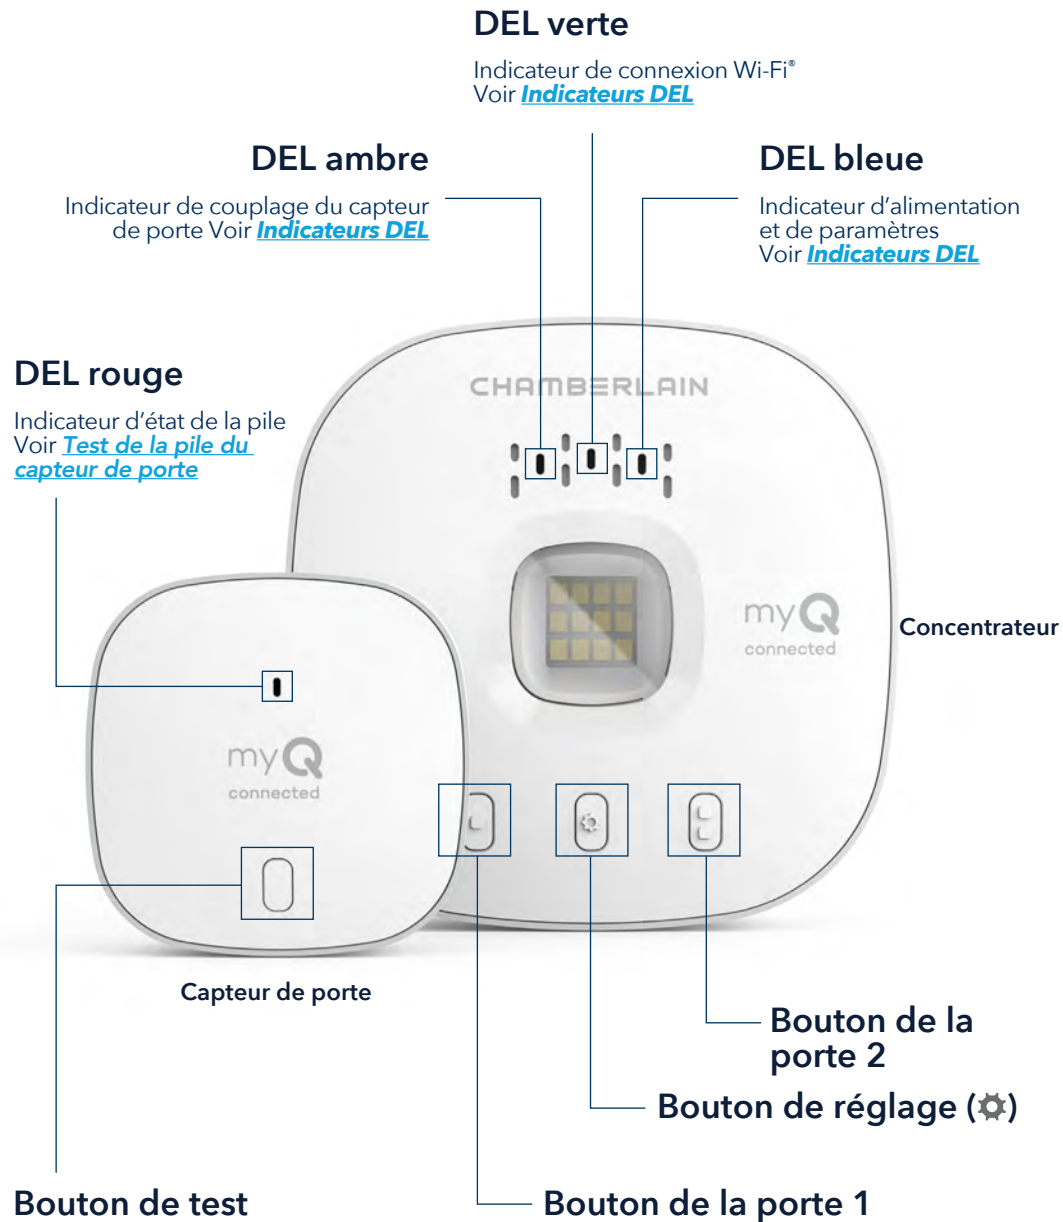 DEL verte
Indicateur de connexion Wi-Fi®
Voir Indicateurs DEL
DEL ambre
Indicateur de couplage du capteur
de porte Voir Indicateurs DEL
DEL bleue
Indicateur d'alimentation
et de paramètres
Voir Indicateurs DEL
DEL rouge
Indicateur d'état de la pile
Voir Test de la pile du
capteur de porte
CHAMBERLAIN
myQ
connected
Concentrateur
myQ
connected
Capteur de porte
Bouton de la
porte 2
Bouton de réglage (⚙)
Bouton de test
Bouton de la porte 1